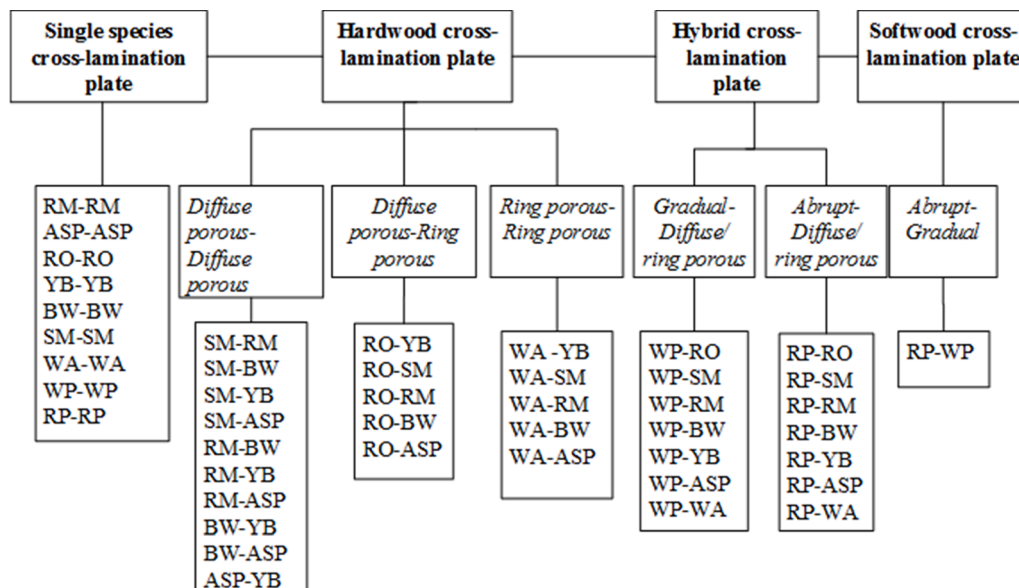 Single species
cross-lamination
plate
Hardwood cross-
lamination plate
Hybrid cross-
lamination
plate
Softwood cross-
lamination plate
RM-RM
ASP-ASP
RO-RO
YB-YB
BW-BW
SM-SM
WA-WA
WP-WP
RP-RP
Diffuse
porous-
Diffuse
porous
SM-RM
SM-BW
SM-YB
SM-ASP
RM-BW
RM-YB
RM-ASP
BW-YB
BW-ASP
ASP-YB
Diffuse
porous-Ring
porous
RO-YB
RO-SM
RO-RM
RO-BW
RO-ASP
Ring porous-
Ring porous
WA -YB
WA-SM
WA-RM
WA-BW
WA-ASP
Gradual-
Diffuse/
ring porous
WP-RO
WP-SM
WP-RM
WP-BW
WP-YB
WP-ASP
WP-WA
Abrupt-
Diffuse/
ring porous
RP-RO
RP-SM
RP-RM
RP-BW
RP-YB
RP-ASP
RP-WA
Abrupt-
Gradual
RP-WP